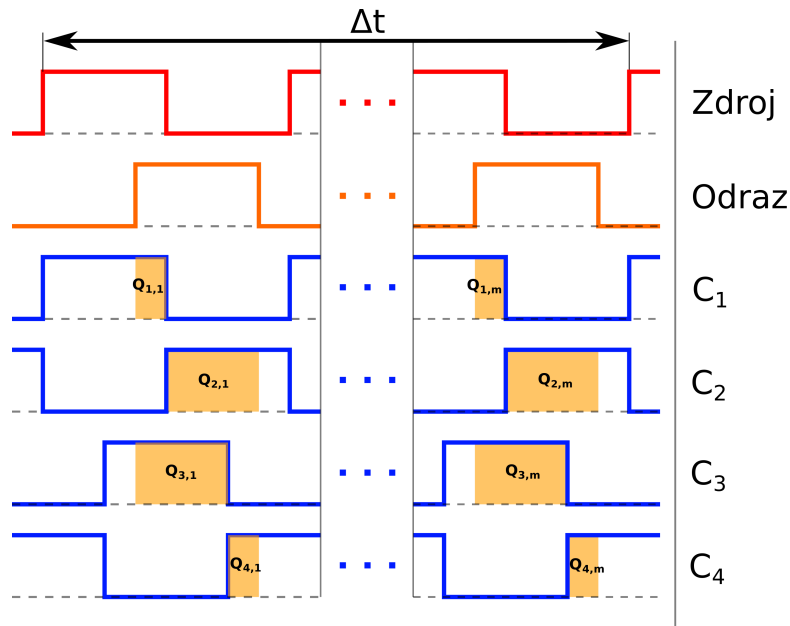 Δt
Zdroj
Odraz
Q1,1
Q1,m
C1
Q2,1
Q2,m
C2
Q3,1
Q3,m
C3
Q4,1
Q4,m
C4